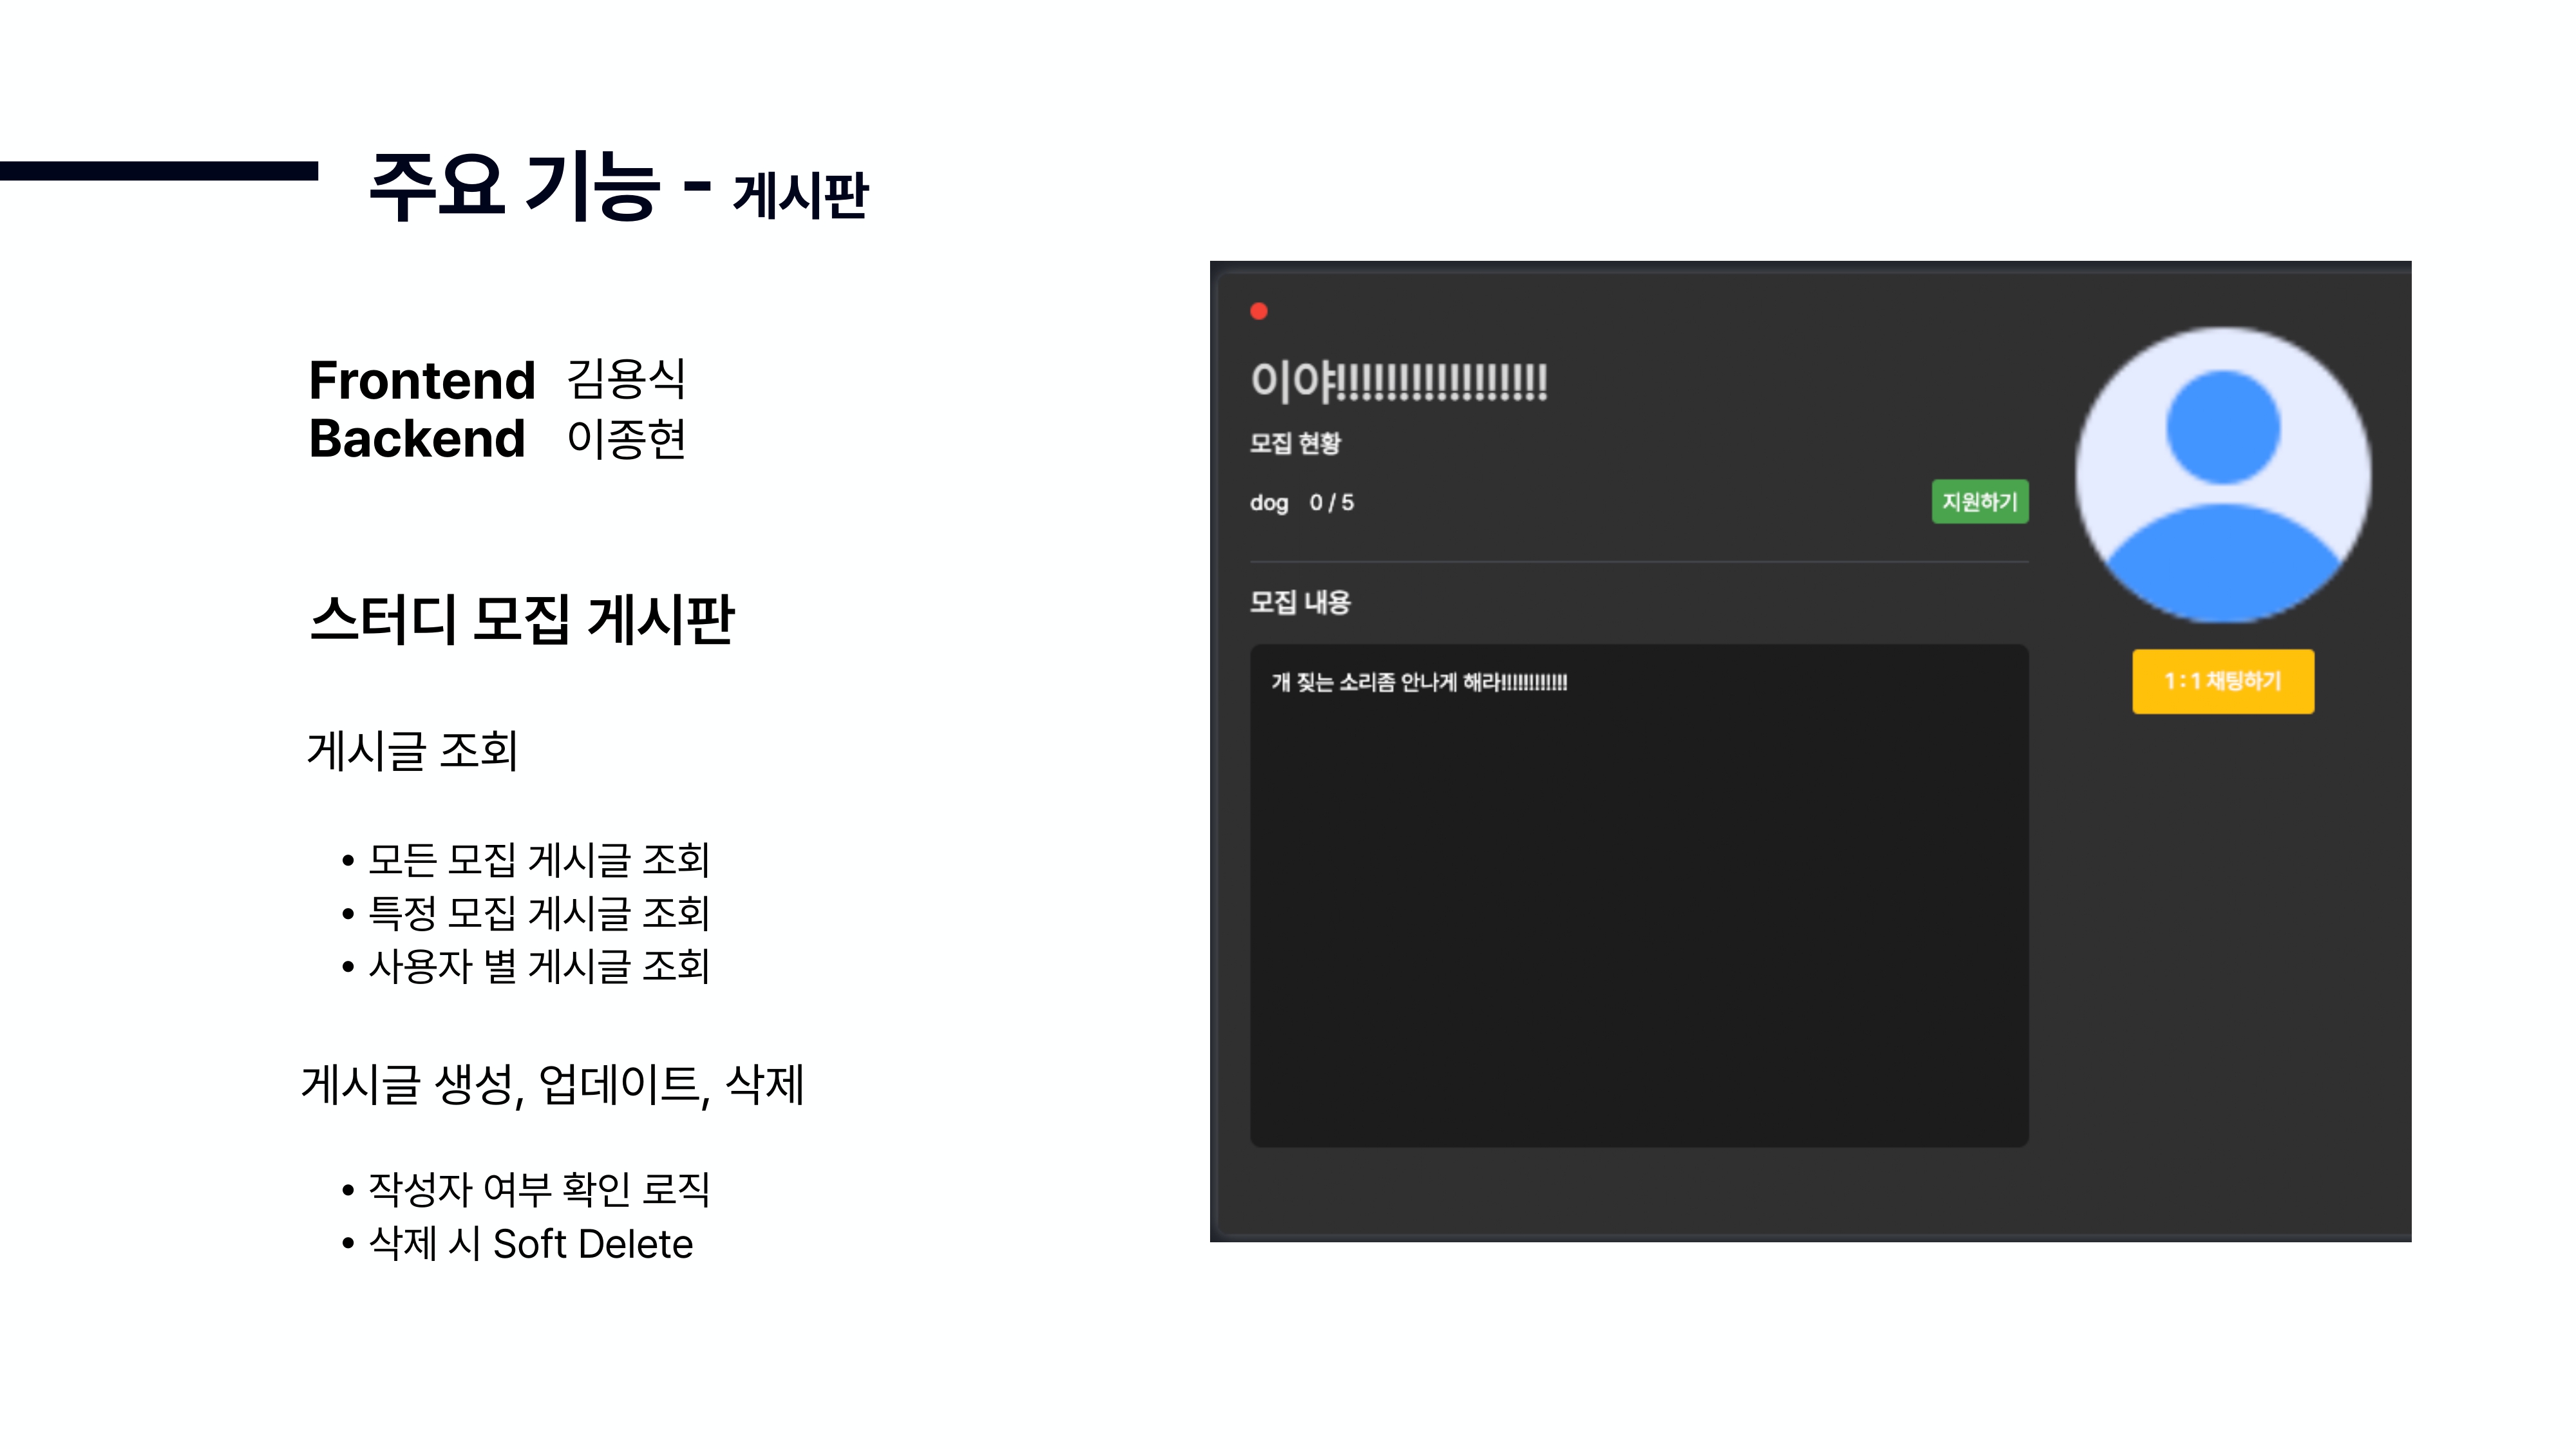 주요 기능 - 게시판
Frontend 김용식
Backend 이종현
스터디 모집 게시판
게시글 조회
• 모든 모집 게시글 조회
• 특정 모집 게시글 조회
• 사용자 별 게시글 조회
게시글 생성, 업데이트, 삭제
• 작성자 여부 확인 로직
• 삭제 시 Soft Delete
이야!!!!!!!!!!!!!!!!!
모집 현황
dog 0 / 5
지원하기
모집 내용
개 짖는 소리좀 안나게 해라!!!!!!!!!!!!
1 : 1 채팅하기